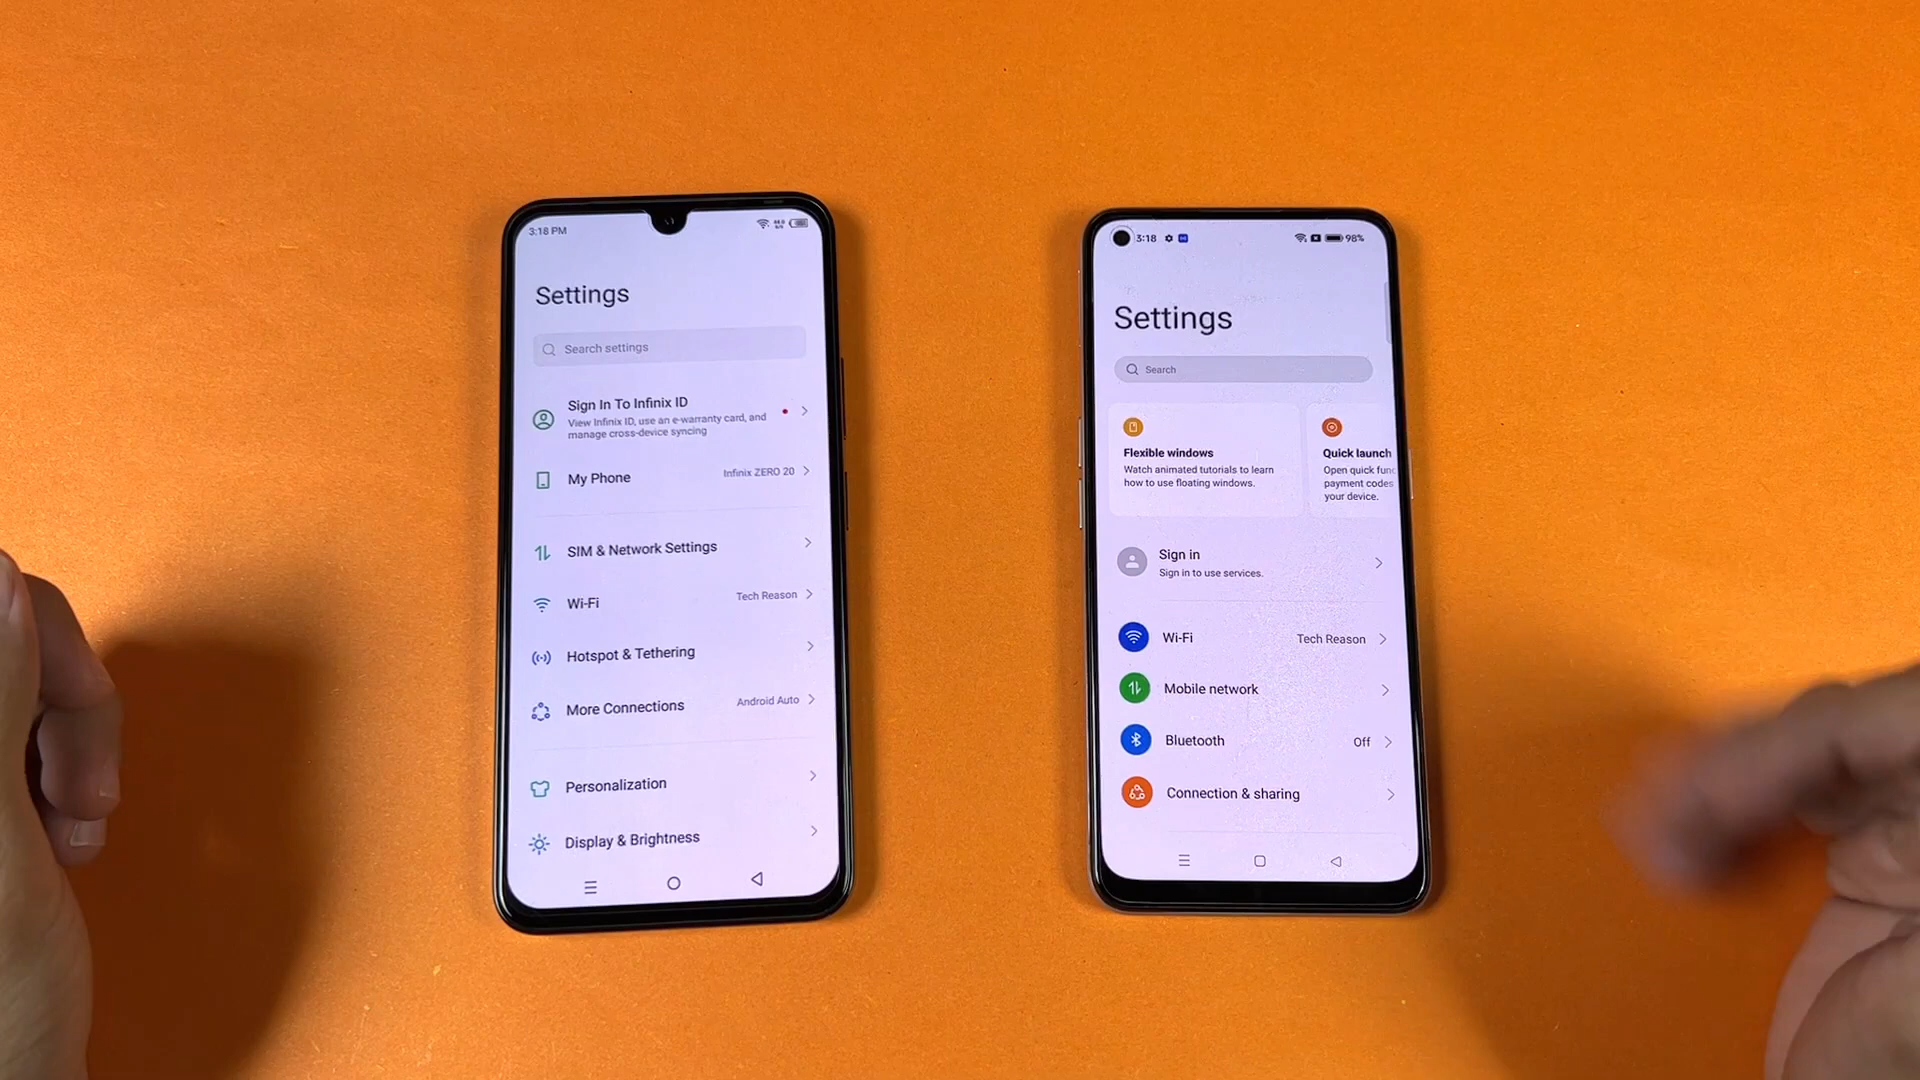 3:18 PM
Settings
Search settings
Sign In To Infinix ID
View Infinix ID, use an e-warranty card, and
manage cross-device syncing
My Phone
Infinix ZERO 20
SIM & Network Settings
Wi-Fi
Tech Reason
Hotspot & Tethering
More Connections
Android Auto
Personalization
Display & Brightness
3:18
98%
Settings
Search
Flexible windows
Watch animated tutorials to learn
how to use floating windows.
Quick launch
Open quick func
payment codes
your device.
Sign in
Sign in to use services.
Wi-Fi
Tech Reason
Mobile network
Bluetooth
Off
Connection & sharing